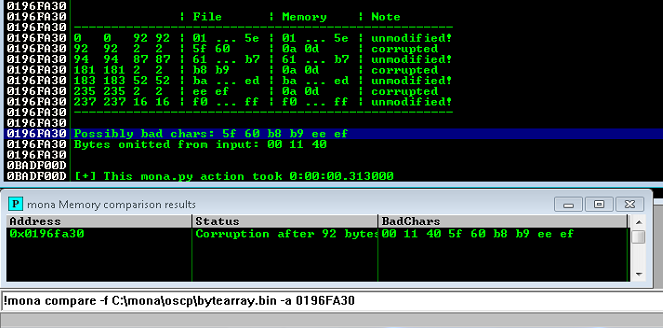 0196FA30
0196FA30 | File | Memory | Note
0196FA30 -----------------------------------------------------
0196FA30 0 0 92 92 | 01 ... 5e | 01 ... 5e | unmodified!
0196FA30 92 92 2 2 | 5f 60 | 0a 0d | corrupted
0196FA30 94 94 87 87 | 61 ... b7 | 61 ... b7 | unmodified!
0196FA30 181 181 2 2 | b8 b9 | 0a 0d | corrupted
0196FA30 183 183 52 52 | ba ... ed | ba ... ed | unmodified!
0196FA30 235 235 2 2 | ee ef | 0a 0d | corrupted
0196FA30 237 237 16 16 | f0 ... ff | f0 ... ff | unmodified!
0196FA30 -----------------------------------------------------
0196FA30
0196FA30 Possibly bad chars: 5f 60 b8 b9 ee ef
0196FA30 Bytes omitted from input: 00 11 40
0196FA30
0BADF00D
0BADF00D [+] This mona.py action took 0:00:00.313000
P mona Memory comparison results
Address Status BadChars
0x0196fa30 Corruption after 92 bytes 00 11 40 5f 60 b8 b9 ee ef
!mona compare -f C:\mona\oscp\bytearray.bin -a 0196FA30